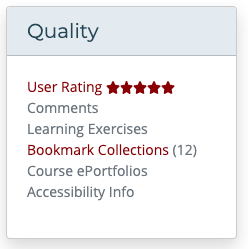 Quality
User Rating ★★★★★
Comments
Learning Exercises
Bookmark Collections (12)
Course ePortfolios
Accessibility Info